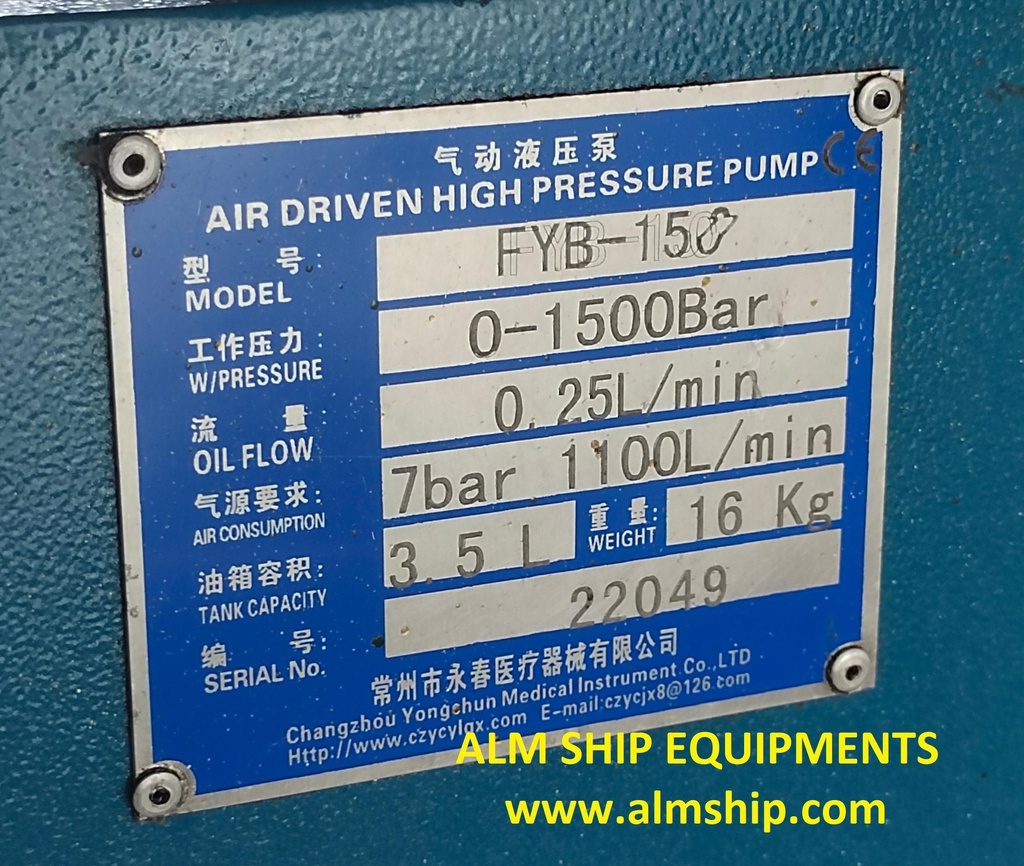 气动液压泵
AIR DRIVEN HIGH PRESSURE PUMP CE
型 号: FYB-150
MODEL
工作压力: 0-1500Bar
W/PRESSURE
流 量: 0.25L/min
OIL FLOW
气源要求: 7bar 1100L/min
AIR CONSUMPTION
油箱容积: 3.5 L 重量: 16 Kg
TANK CAPACITY WEIGHT
编 号: 22049
SERIAL No.
常州市永春医疗器械有限公司
Changzhou Yongchun Medical Instrument Co.,LTD
Http://www.czycylqx.com E-mail:czycjx8@126.com
ALM SHIP EQUIPMENTS
www.almship.com